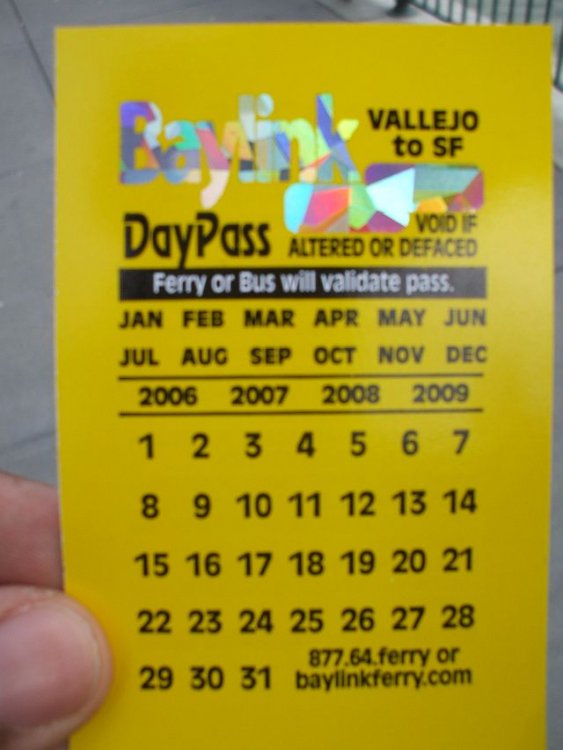 Baylink
VALLEJO
to SF
DayPass
VOID IF
ALTERED OR DEFACED
Ferry or Bus will validate pass.
JAN FEB MAR APR MAY JUN
JUL AUG SEP OCT NOV DEC
2006 2007 2008 2009
1 2 3 4 5 6 7
8 9 10 11 12 13 14
15 16 17 18 19 20 21
22 23 24 25 26 27 28
29 30 31
877.64.ferry or
baylinkferry.com